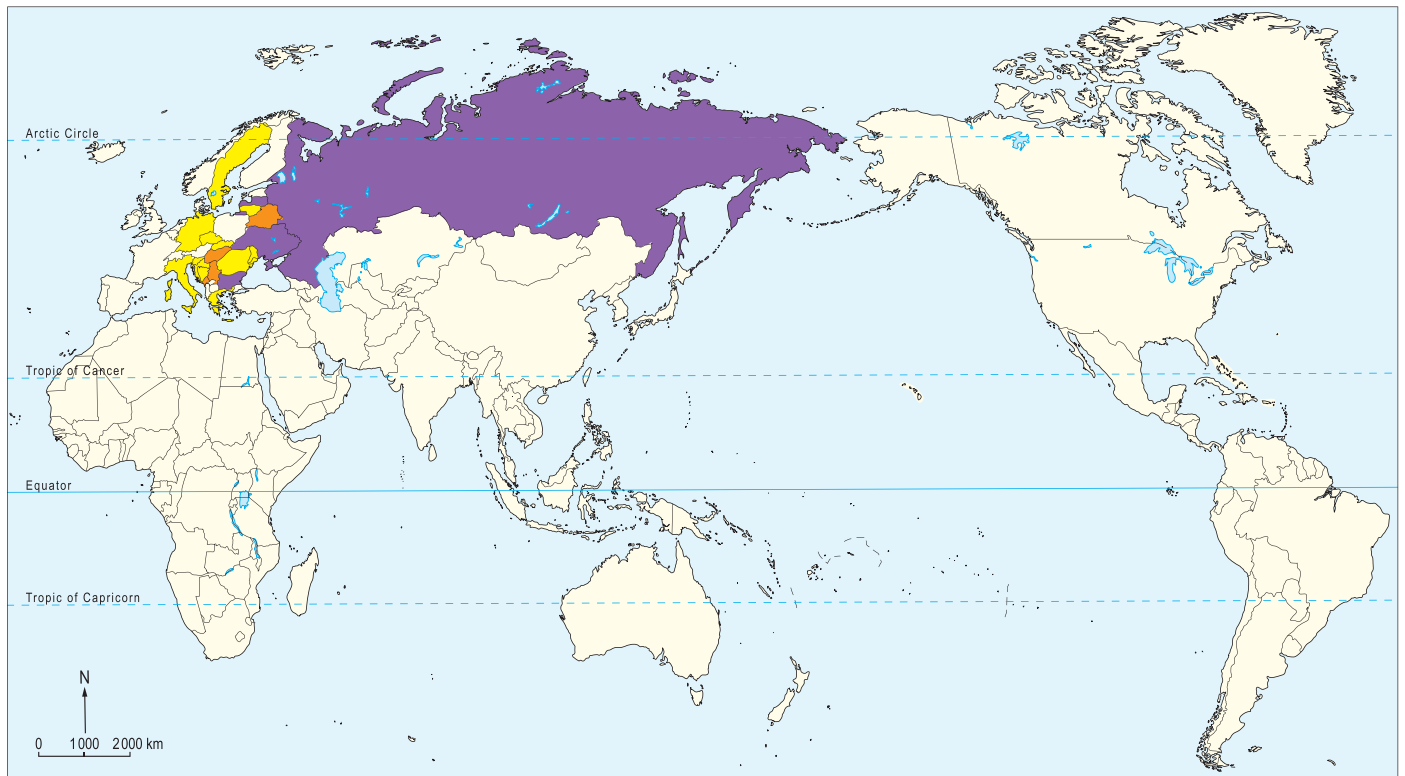 Arctic Circle
Tropic of Cancer
Equator
Tropic of Capricorn
N
0 1000 2000 km